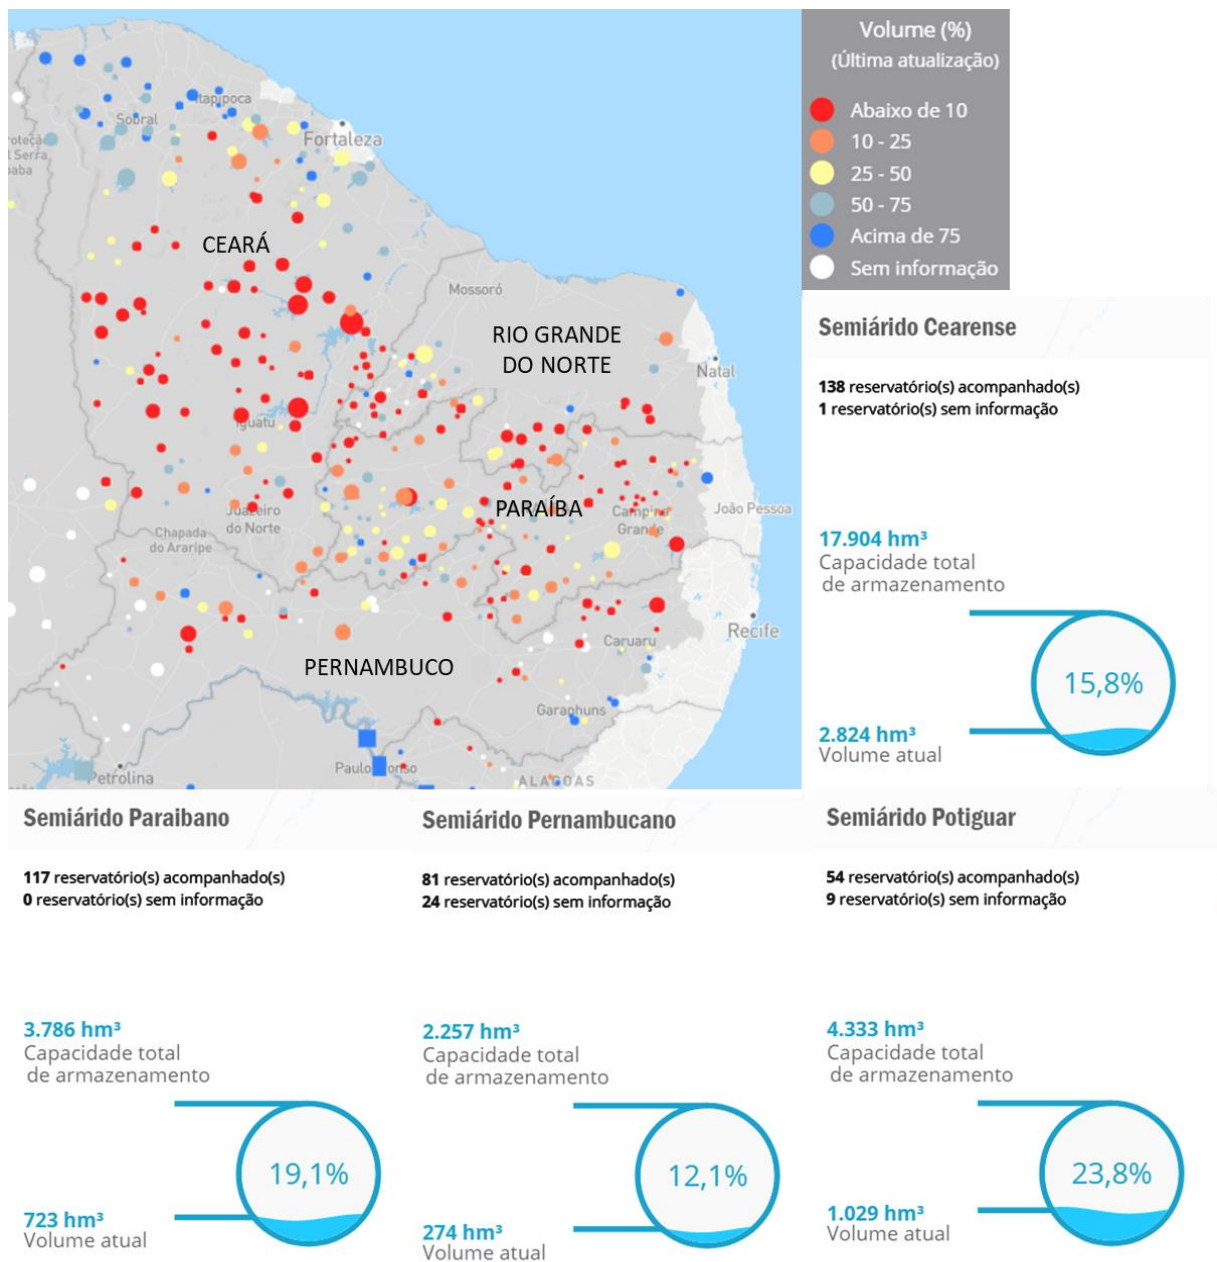 Volume (%)
(Última atualização)
Abaixo de 10
10 - 25
25 - 50
50 - 75
Acima de 75
Sem informação
Itapipoca
Sobral
Fortaleza
CEARÁ
Mossoró
RIO GRANDE
DO NORTE
Natal
Iguatu
PARAÍBA
Campina
Grande
João Pessoa
Juazeiro
do Norte
Chapada
do Araripe
Recife
Caruaru
PERNAMBUCO
Garanhuns
Petrolina
ALAGOAS
Semiárido Cearense
138 reservatório(s) acompanhado(s)
1 reservatório(s) sem informação
17.904 hm³
Capacidade total
de armazenamento
15,8%
2.824 hm³
Volume atual
Semiárido Paraibano
117 reservatório(s) acompanhado(s)
0 reservatório(s) sem informação
3.786 hm³
Capacidade total
de armazenamento
19,1%
723 hm³
Volume atual
Semiárido Pernambucano
81 reservatório(s) acompanhado(s)
24 reservatório(s) sem informação
2.257 hm³
Capacidade total
de armazenamento
12,1%
274 hm³
Volume atual
Semiárido Potiguar
54 reservatório(s) acompanhado(s)
9 reservatório(s) sem informação
4.333 hm³
Capacidade total
de armazenamento
23,8%
1.029 hm³
Volume atual